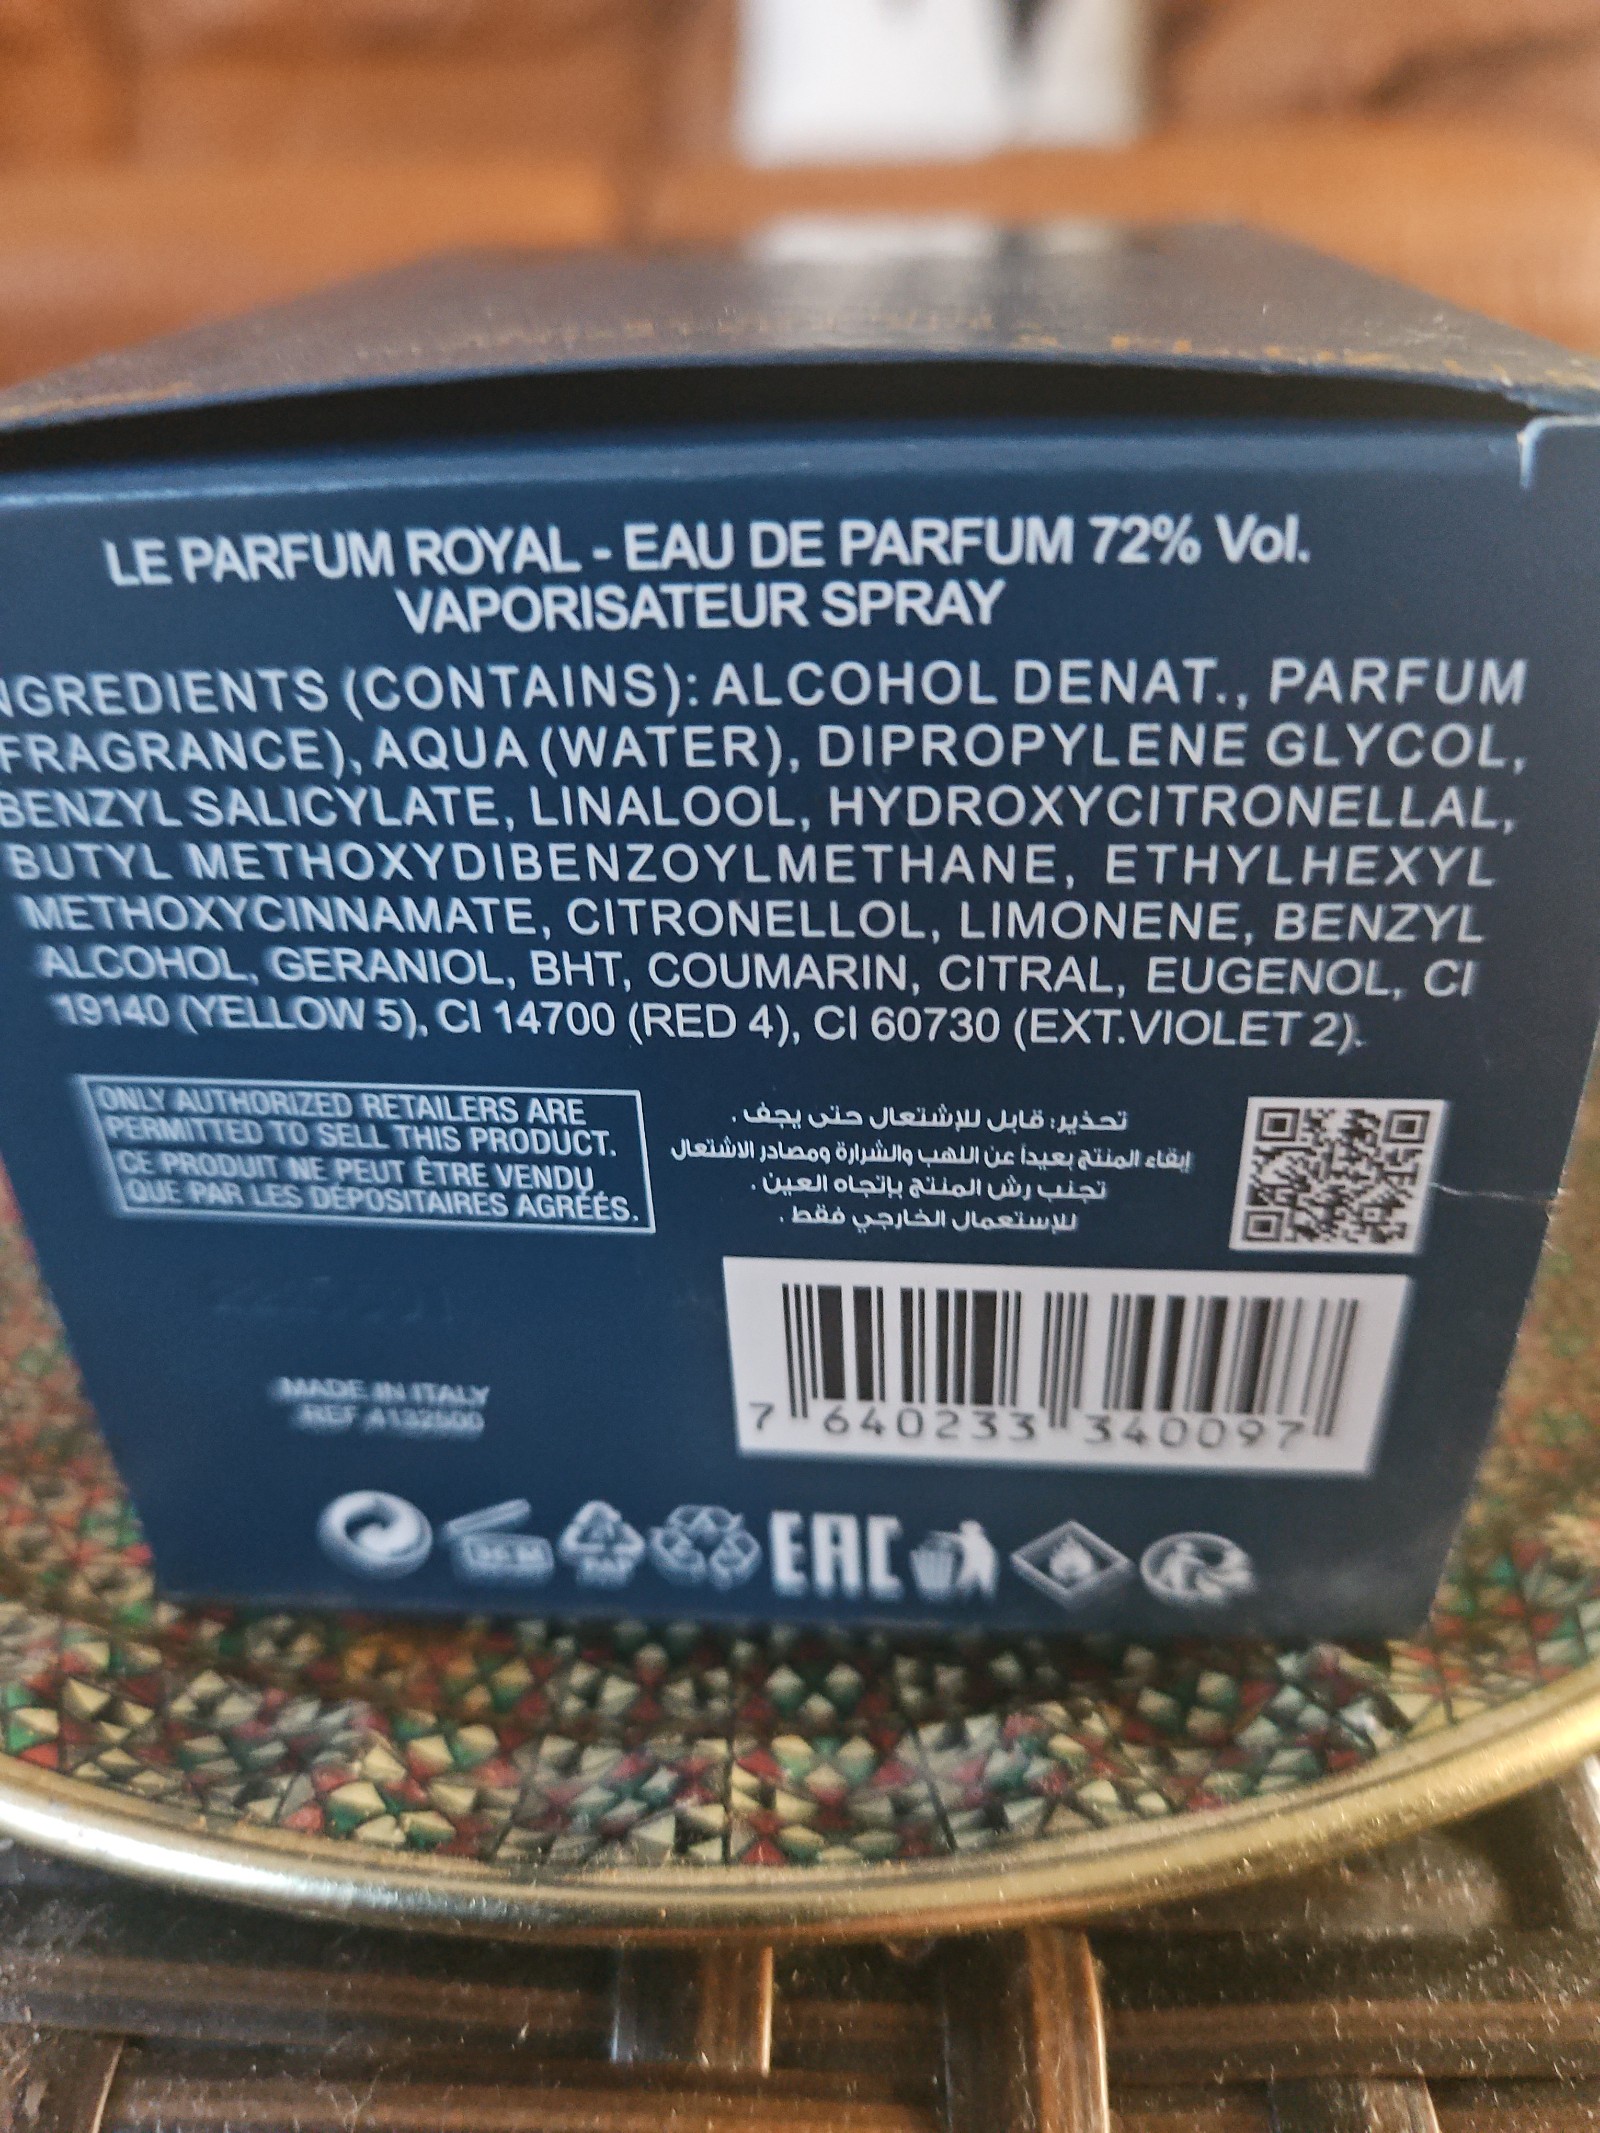 LE PARFUM ROYAL - EAU DE PARFUM 72% Vol.
VAPORISATEUR SPRAY
NGREDIENTS (CONTAINS): ALCOHOL DENAT., PARFUM
FRAGRANCE), AQUA (WATER), DIPROPYLENE GLYCOL,
BENZYL SALICYLATE, LINALOOL, HYDROXYCITRONELLAL,
BUTYL METHOXYDIBENZOYLMETHANE, ETHYLHEXYL
METHOXYCINNAMATE, CITRONELLOL, LIMONENE, BENZYL
ALCOHOL, GERANIOL, BHT, COUMARIN, CITRAL, EUGENOL, CI
19140 (YELLOW 5), CI 14700 (RED 4), CI 60730 (EXT.VIOLET 2).
ONLY AUTHORIZED RETAILERS ARE
PERMITTED TO SELL THIS PRODUCT.
CE PRODUIT NE PEUT ÊTRE VENDU
QUE PAR LES DÉPOSITAIRES AGRÉÉS.
تحذير: قابل للإشتعال حتى يجف .
إبقاء المنتج بعيداً عن اللهب والشرارة ومصادر الاشتعال
تجنب رش المنتج بإتجاه العين .
للإستعمال الخارجي فقط .
7 640233 340097
MADE IN ITALY
REF A132500
EAC